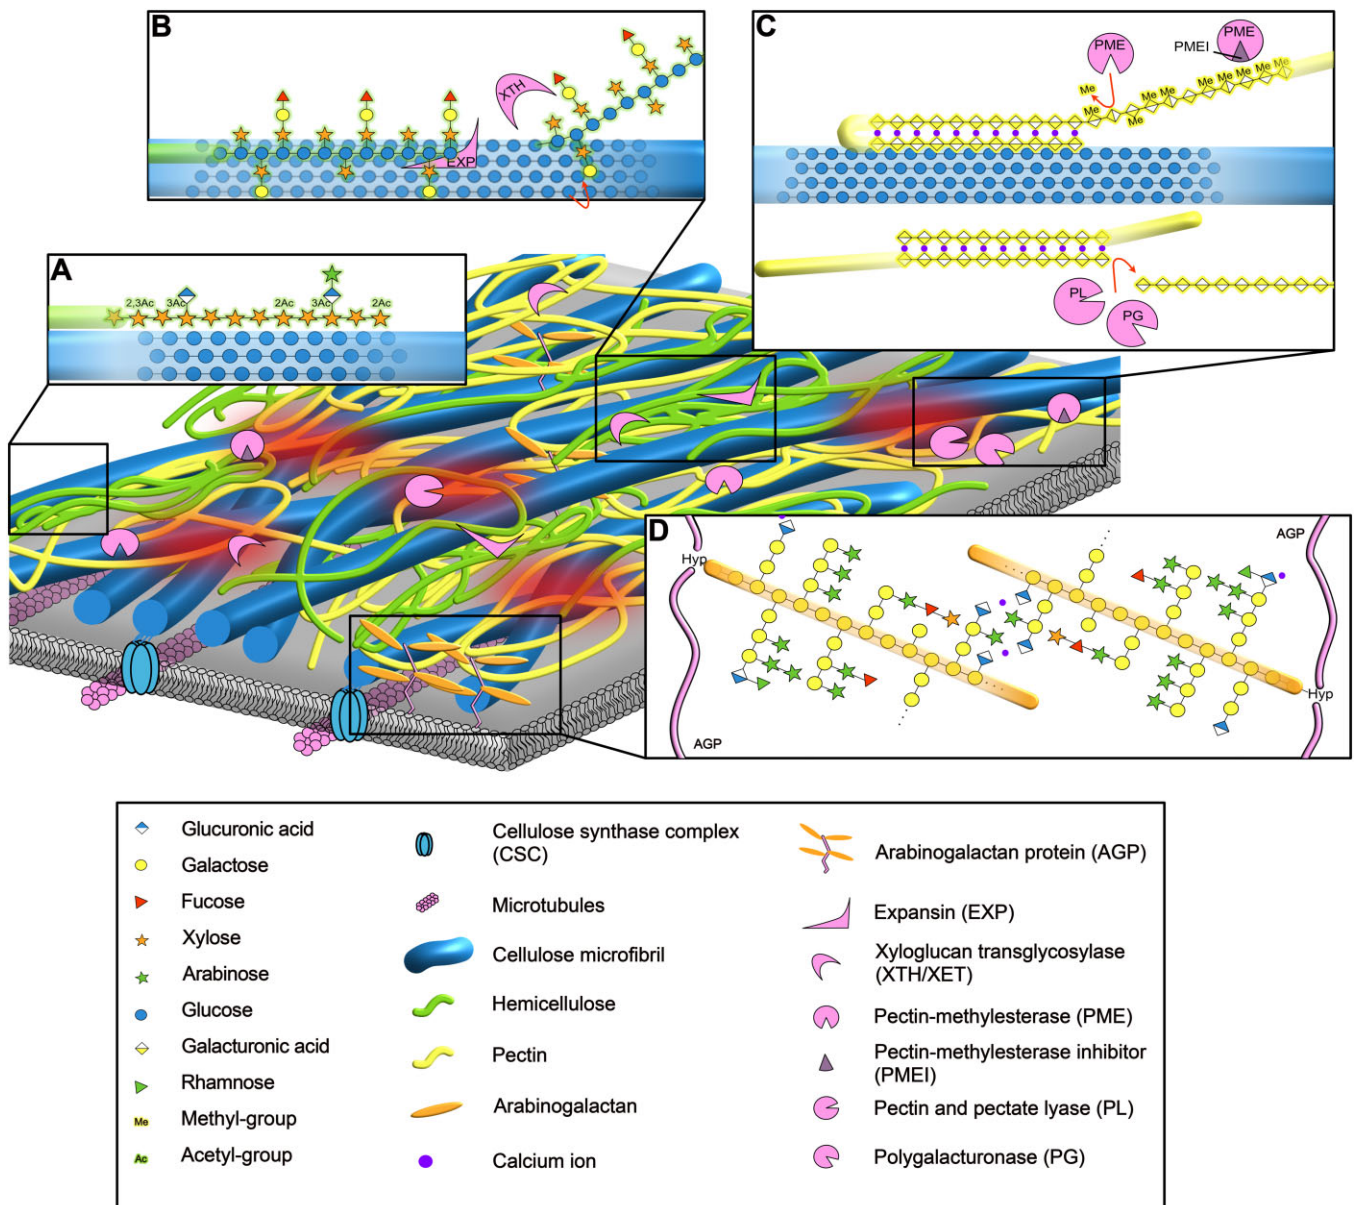 B
XTH
EXP
C
PME
PME
PMEI
Me
Me
Me
Me
Me
Me
Me
Me
Me
Me
PL
PG
A
2,3Ac
3Ac
2Ac
3Ac
2Ac
D
Hyp
AGP
AGP
Hyp
Glucuronic acid
Galactose
Fucose
Xylose
Arabinose
Glucose
Galacturonic acid
Rhamnose
Me Methyl-group
Ac Acetyl-group
Cellulose synthase complex
(CSC)
Microtubules
Cellulose microfibril
Hemicellulose
Pectin
Arabinogalactan
Calcium ion
Arabinogalactan protein (AGP)
Expansin (EXP)
Xyloglucan transglycosylase
(XTH/XET)
Pectin-methylesterase (PME)
Pectin-methylesterase inhibitor
(PMEI)
Pectin and pectate lyase (PL)
Polygalacturonase (PG)